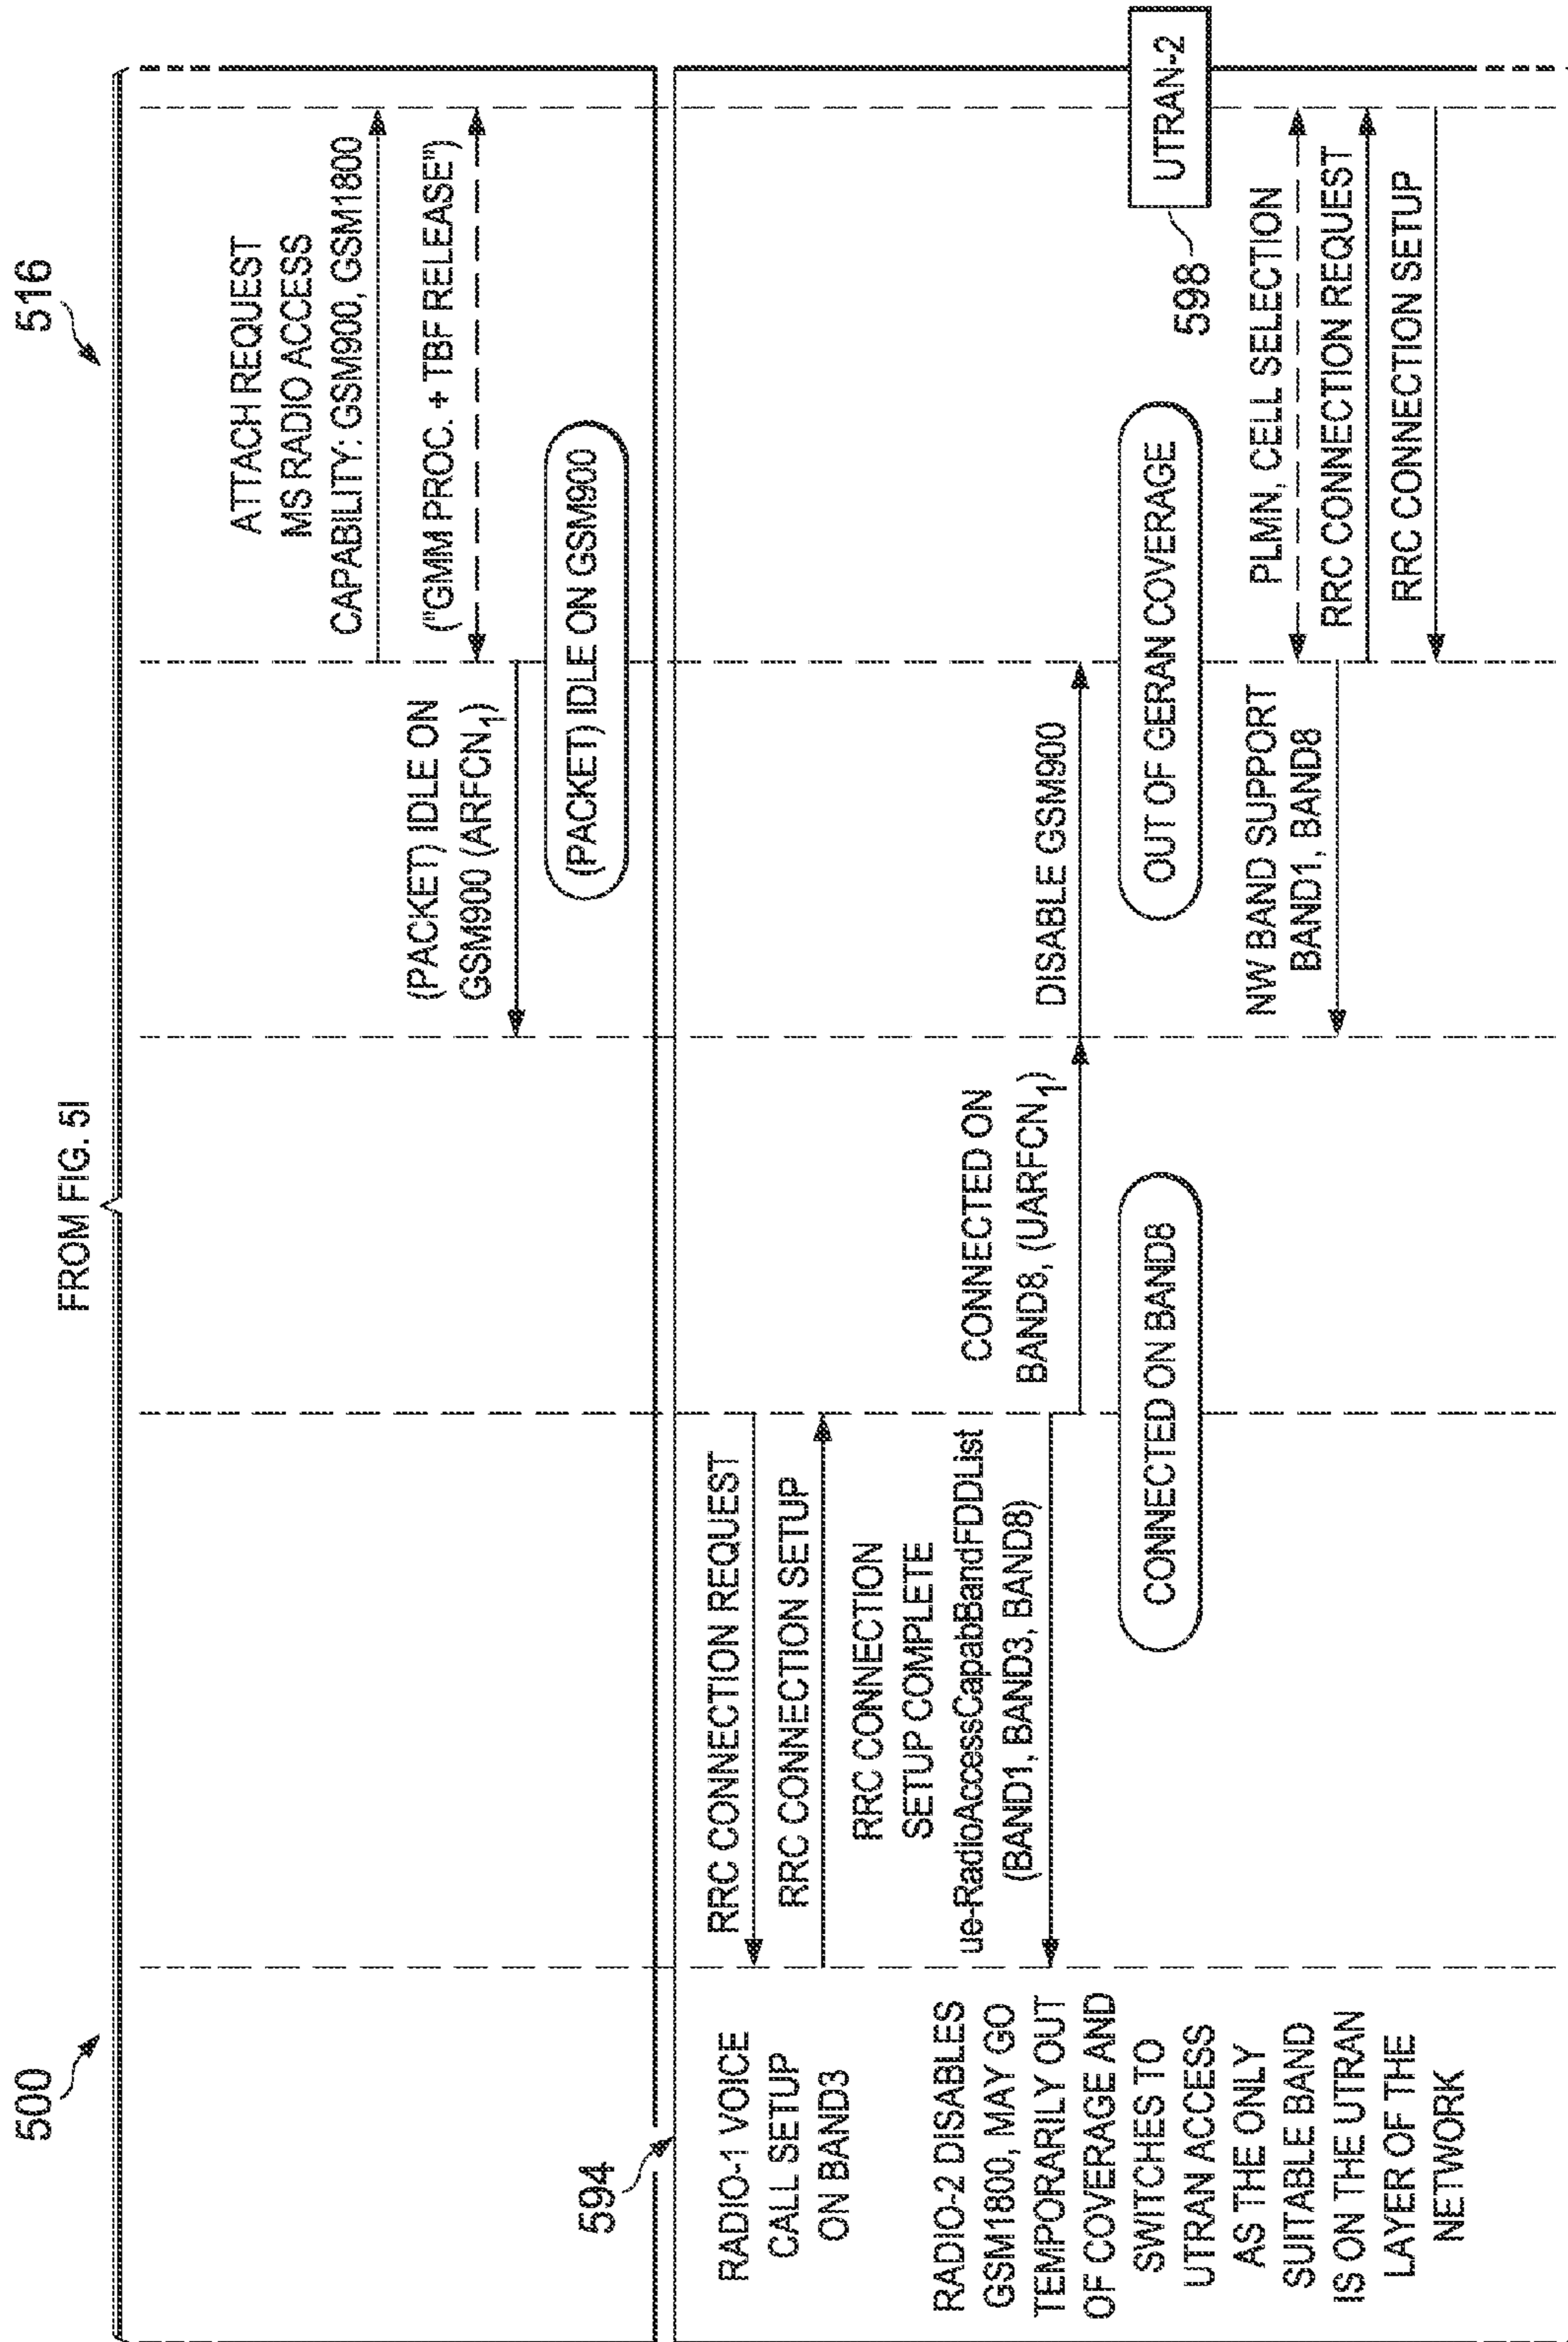 500
FROM FIG. 5I
516
ATTACH REQUEST
MS RADIO ACCESS
CAPABILITY: GSM900, GSM1800
("GMM PROC. + TBF RELEASE")
(PACKET) IDLE ON
GSM900 (ARFCN1)
(PACKET) IDLE ON GSM900
594
RADIO-1 VOICE
CALL SETUP
ON BAND3
RRC CONNECTION REQUEST
RRC CONNECTION SETUP
RRC CONNECTION
SETUP COMPLETE
ue-RadioAccessCapabBandFDDList
(BAND1, BAND3, BAND8)
RADIO-2 DISABLES
GSM1800, MAY GO
TEMPORARILY OUT
OF COVERAGE AND
SWITCHES TO
UTRAN ACCESS
AS THE ONLY
SUITABLE BAND
IS ON THE UTRAN
LAYER OF THE
NETWORK
CONNECTED ON
BAND8, (UARFCN1)
DISABLE GSM900
CONNECTED ON BAND8
OUT OF GERAN COVERAGE
UTRAN-2
598
PLMN, CELL SELECTION
NW BAND SUPPORT
BAND1, BAND8
RRC CONNECTION REQUEST
RRC CONNECTION SETUP